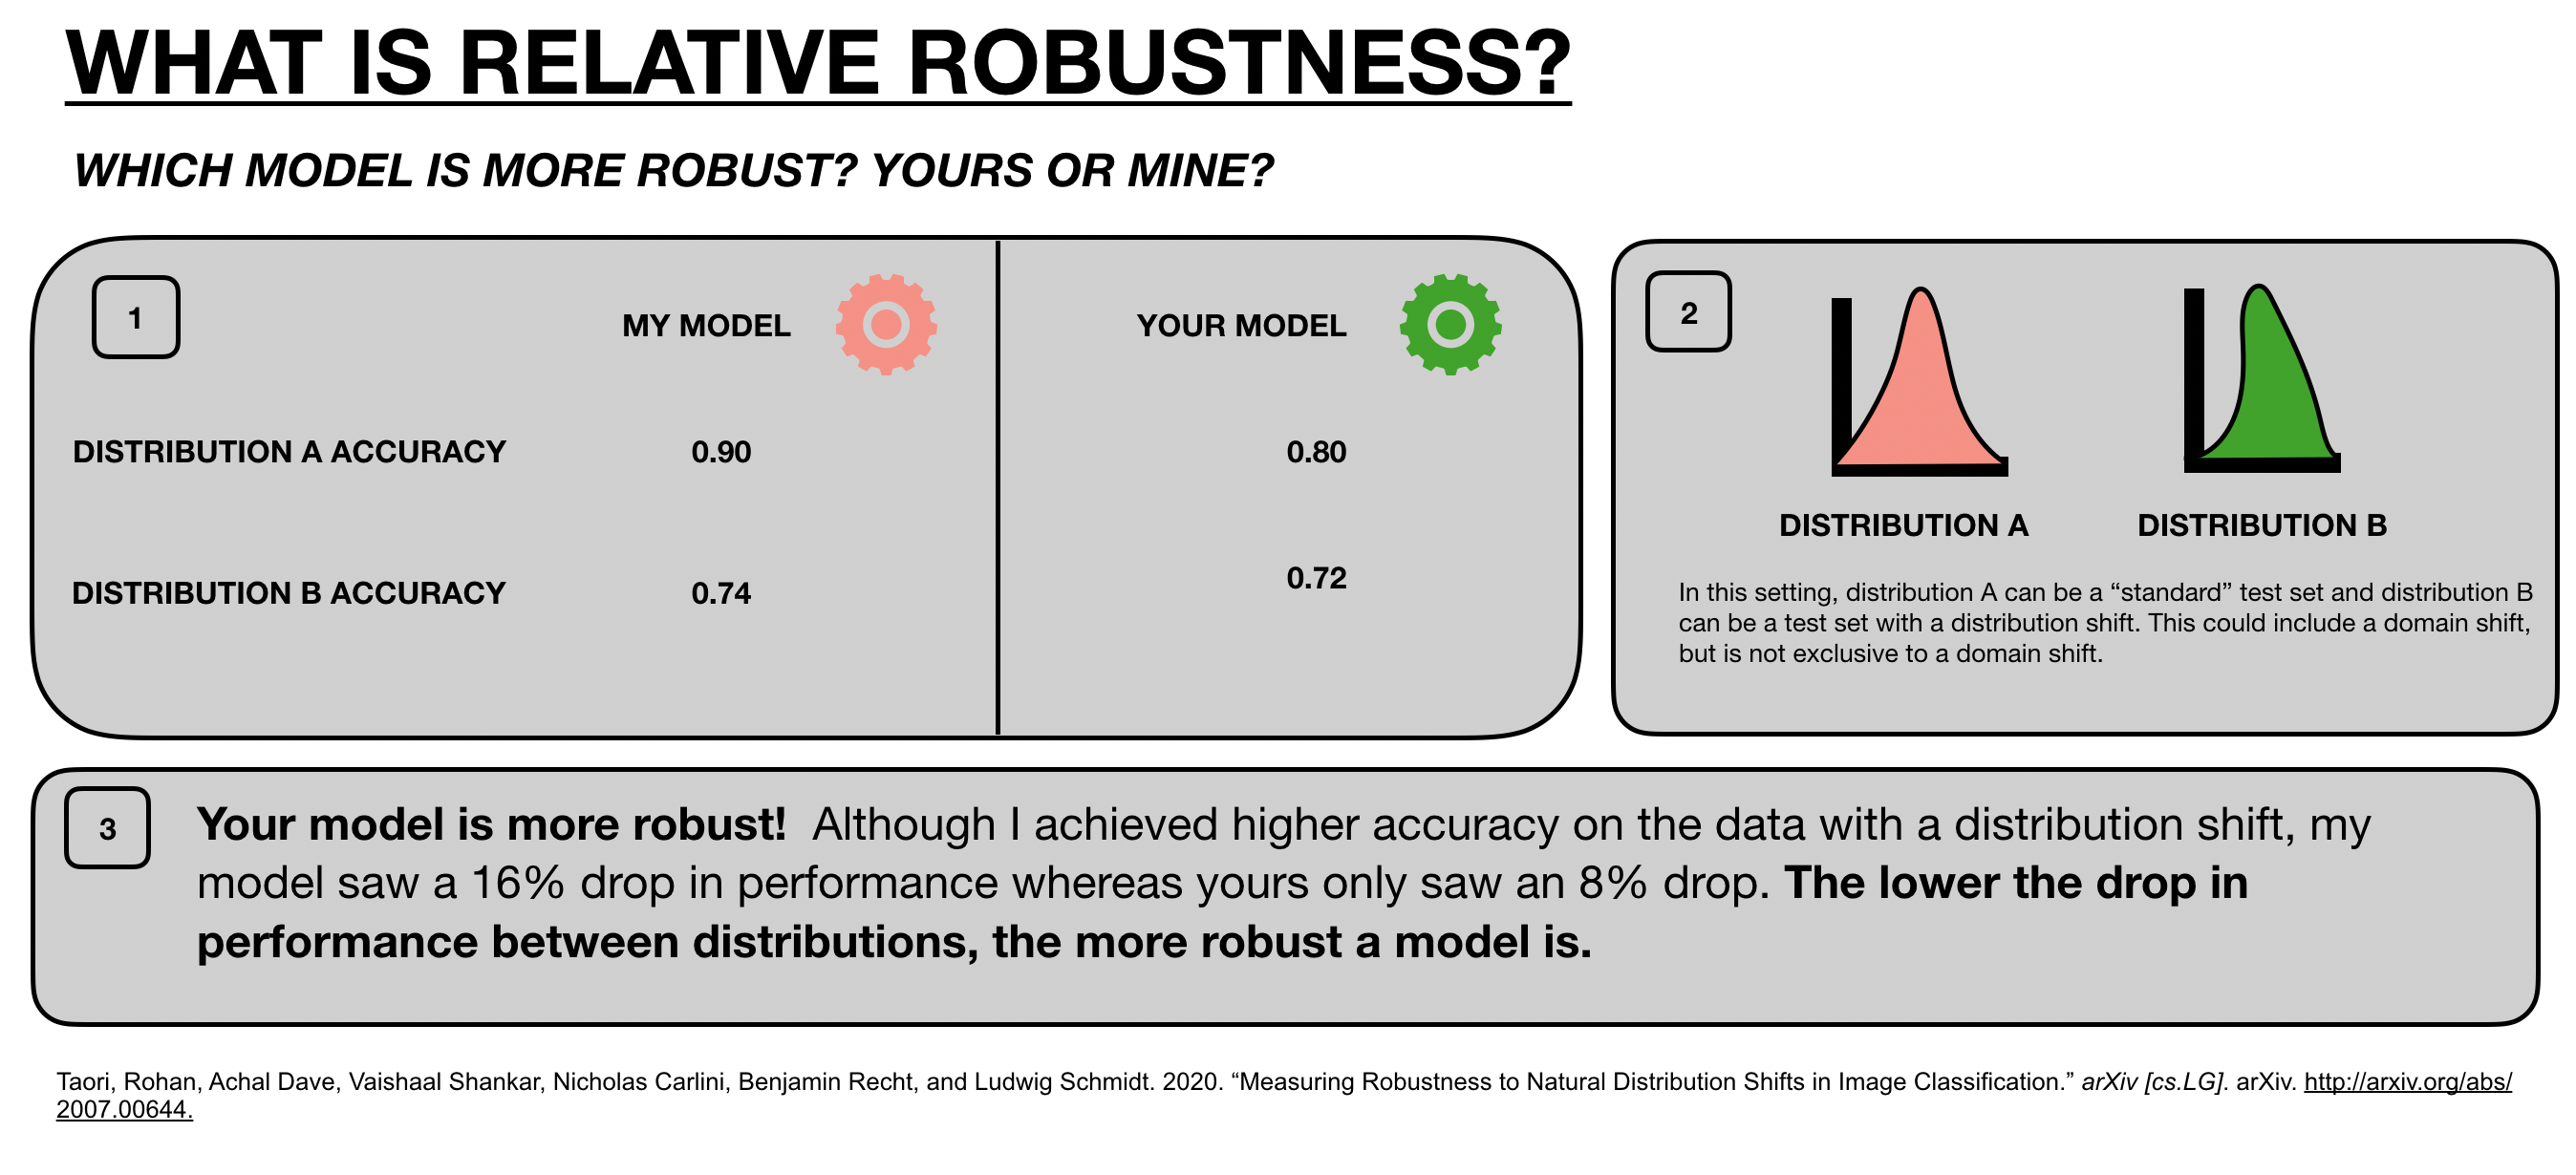 WHAT IS RELATIVE ROBUSTNESS?
WHICH MODEL IS MORE ROBUST? YOURS OR MINE?
1
MY MODEL
YOUR MODEL
DISTRIBUTION A ACCURACY
0.90
0.80
DISTRIBUTION B ACCURACY
0.74
0.72
2
DISTRIBUTION A
DISTRIBUTION B
In this setting, distribution A can be a “standard” test set and distribution B
can be a test set with a distribution shift. This could include a domain shift,
but is not exclusive to a domain shift.
3
Your model is more robust! Although I achieved higher accuracy on the data with a distribution shift, my
model saw a 16% drop in performance whereas yours only saw an 8% drop. The lower the drop in
performance between distributions, the more robust a model is.
Taori, Rohan, Achal Dave, Vaishaal Shankar, Nicholas Carlini, Benjamin Recht, and Ludwig Schmidt. 2020. “Measuring Robustness to Natural Distribution Shifts in Image Classification.” arXiv [cs.LG]. arXiv. http://arxiv.org/abs/
2007.00644.